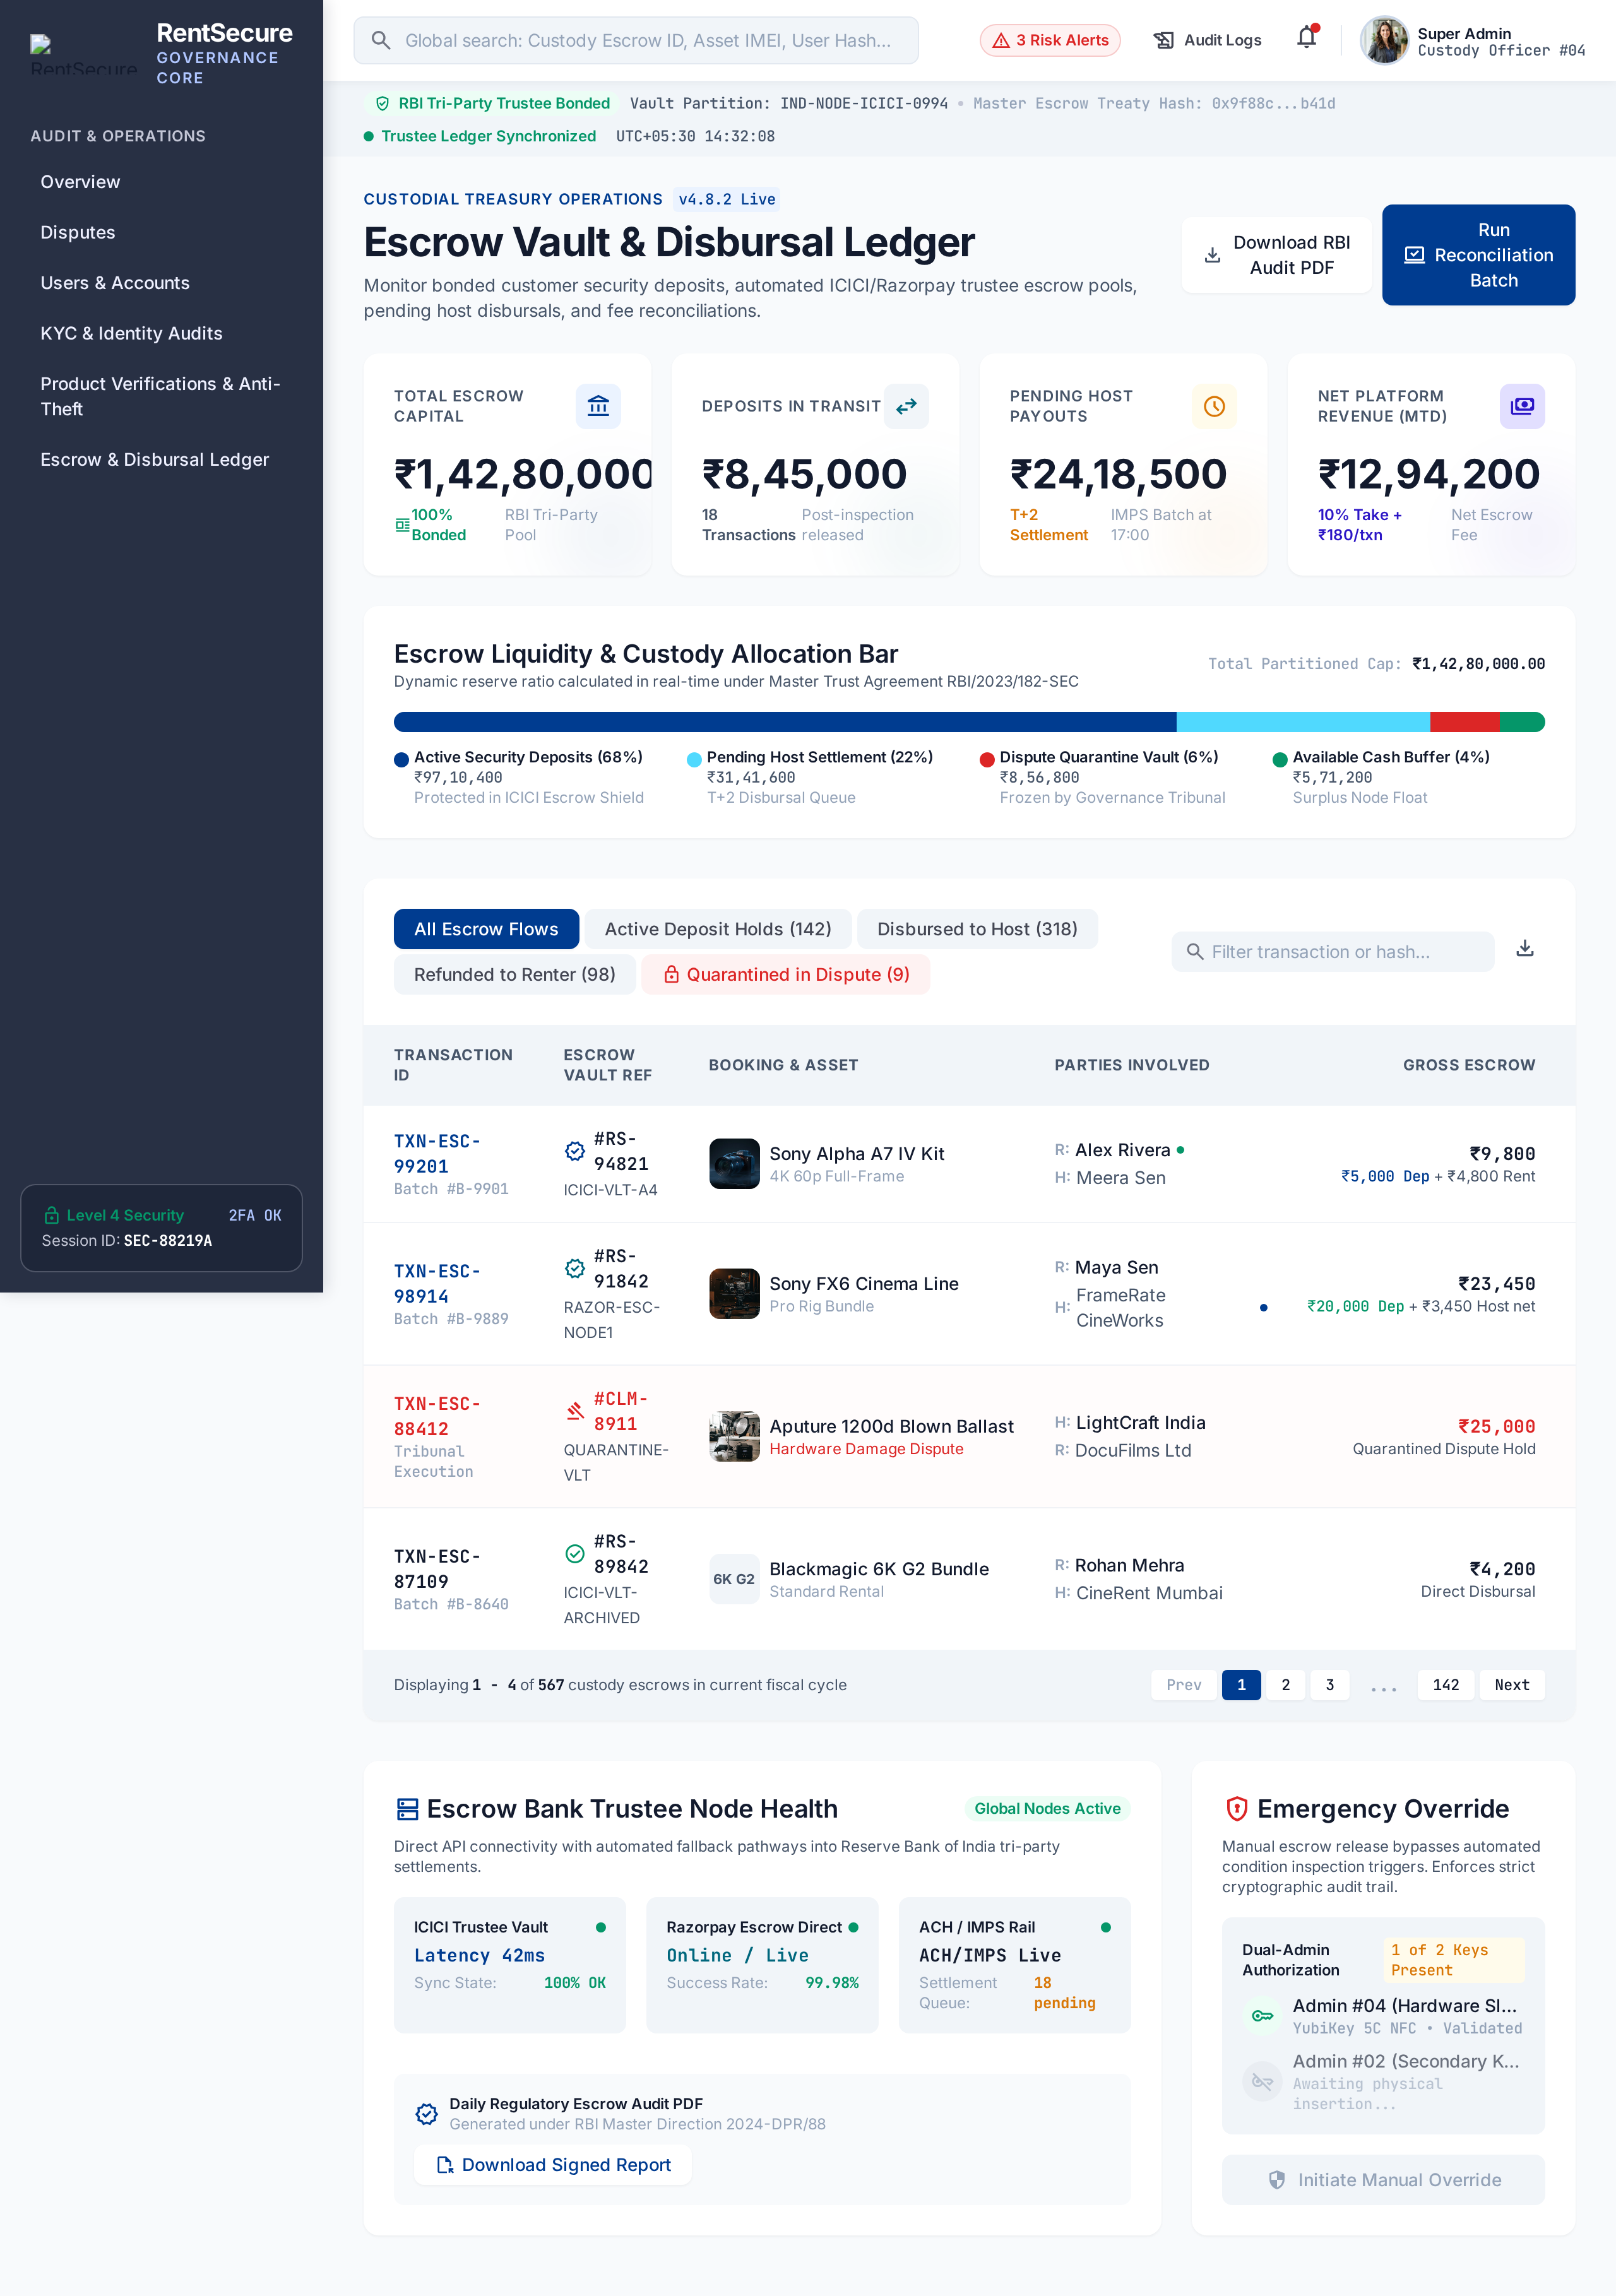 RentSecure
RentSecure
GOVERNANCE
CORE
AUDIT & OPERATIONS
Overview
Disputes
Users & Accounts
KYC & Identity Audits
Product Verifications & Anti-
Theft
Escrow & Disbursal Ledger
Level 4 Security 2FA OK
Session ID: SEC-88219A
Global search: Custody Escrow ID, Asset IMEI, User Hash...
3 Risk Alerts
Audit Logs
Super Admin
Custody Officer #04
RBI Tri-Party Trustee Bonded Vault Partition: IND-NODE-ICICI-0994 • Master Escrow Treaty Hash: 0x9f88c...b41d
Trustee Ledger Synchronized UTC+05:30 14:32:08
CUSTODIAL TREASURY OPERATIONS v4.8.2 Live
Escrow Vault & Disbursal Ledger
Monitor bonded customer security deposits, automated ICICI/Razorpay trustee escrow pools,
pending host disbursals, and fee reconciliations.
Download RBI
Audit PDF
Run
Reconciliation
Batch
TOTAL ESCROW
CAPITAL
₹1,42,80,000
100%
Bonded
RBI Tri-Party
Pool
DEPOSITS IN TRANSIT
₹8,45,000
18
Transactions
Post-inspection
released
PENDING HOST
PAYOUTS
₹24,18,500
T+2
Settlement
IMPS Batch at
17:00
NET PLATFORM
REVENUE (MTD)
₹12,94,200
10% Take +
₹180/txn
Net Escrow
Fee
Escrow Liquidity & Custody Allocation Bar
Dynamic reserve ratio calculated in real-time under Master Trust Agreement RBI/2023/182-SEC
Total Partitioned Cap: ₹1,42,80,000.00
Active Security Deposits (68%)
₹97,10,400
Protected in ICICI Escrow Shield
Pending Host Settlement (22%)
₹31,41,600
T+2 Disbursal Queue
Dispute Quarantine Vault (6%)
₹8,56,800
Frozen by Governance Tribunal
Available Cash Buffer (4%)
₹5,71,200
Surplus Node Float
All Escrow Flows
Active Deposit Holds (142)
Disbursed to Host (318)
Refunded to Renter (98)
Quarantined in Dispute (9)
Filter transaction or hash...
TRANSACTION
ID
ESCROW
VAULT REF
BOOKING & ASSET
PARTIES INVOLVED
GROSS ESCROW
TXN-ESC-
99201
Batch #B-9901
#RS-
94821
ICICI-VLT-A4
Sony Alpha A7 IV Kit
4K 60p Full-Frame
R: Alex Rivera
H: Meera Sen
₹9,800
₹5,000 Dep + ₹4,800 Rent
TXN-ESC-
98914
Batch #B-9889
#RS-
91842
RAZOR-ESC-
NODE1
Sony FX6 Cinema Line
Pro Rig Bundle
R: Maya Sen
H: FrameRate
CineWorks
₹23,450
₹20,000 Dep + ₹3,450 Host net
TXN-ESC-
88412
Tribunal
Execution
#CLM-
8911
QUARANTINE-
VLT
Aputure 1200d Blown Ballast
Hardware Damage Dispute
H: LightCraft India
R: DocuFilms Ltd
₹25,000
Quarantined Dispute Hold
TXN-ESC-
87109
Batch #B-8640
#RS-
89842
ICICI-VLT-
ARCHIVED
6K G2
Blackmagic 6K G2 Bundle
Standard Rental
R: Rohan Mehra
H: CineRent Mumbai
₹4,200
Direct Disbursal
Displaying 1 - 4 of 567 custody escrows in current fiscal cycle
Prev 1 2 3 ... 142 Next
Escrow Bank Trustee Node Health
Global Nodes Active
Direct API connectivity with automated fallback pathways into Reserve Bank of India tri-party
settlements.
ICICI Trustee Vault
Latency 42ms
Sync State: 100% OK
Razorpay Escrow Direct
Online / Live
Success Rate: 99.98%
ACH / IMPS Rail
ACH/IMPS Live
Settlement
Queue:
18
pending
Daily Regulatory Escrow Audit PDF
Generated under RBI Master Direction 2024-DPR/88
Download Signed Report
Emergency Override
Manual escrow release bypasses automated
condition inspection triggers. Enforces strict
cryptographic audit trail.
Dual-Admin
Authorization
1 of 2 Keys
Present
Admin #04 (Hardware Sl...
YubiKey 5C NFC • Validated
Admin #02 (Secondary K...
Awaiting physical
insertion...
Initiate Manual Override